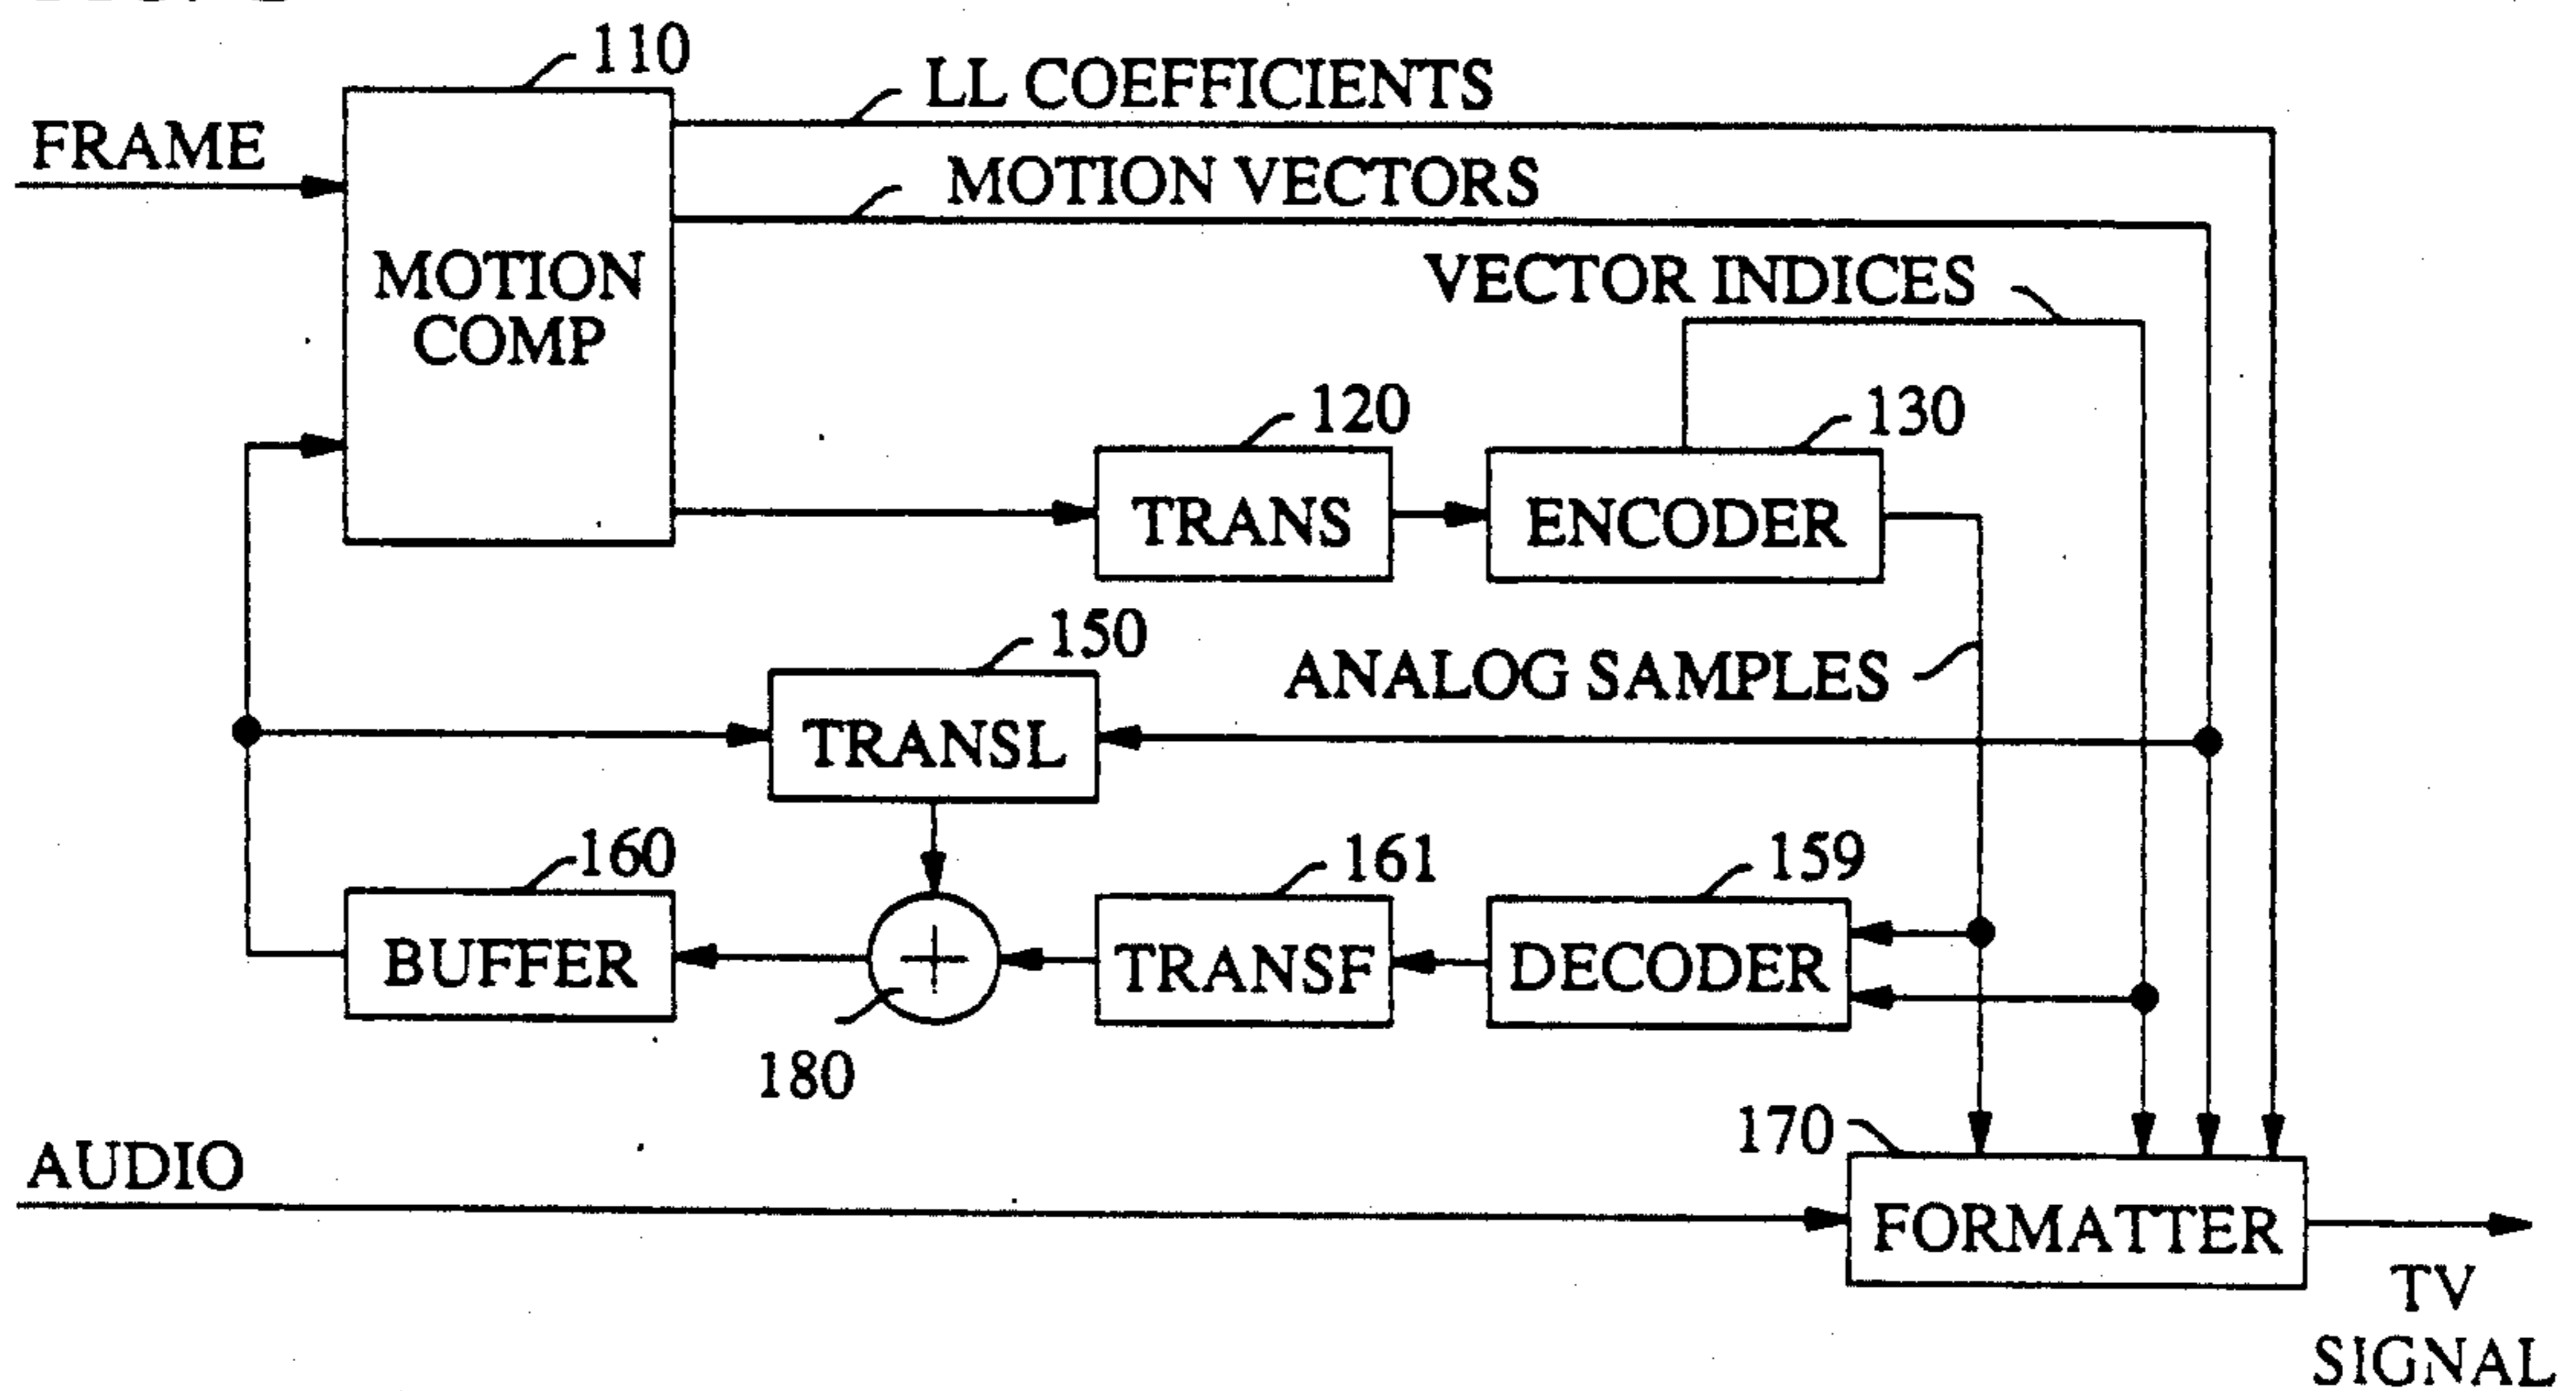 110
LL COEFFICIENTS
FRAME
MOTION VECTORS
MOTION
COMP
VECTOR INDICES
120
130
TRANS
ENCODER
150
ANALOG SAMPLES
TRANSL
160
161
159
BUFFER
TRANSF
DECODER
180
170
AUDIO
FORMATTER
TV
SIGNAL